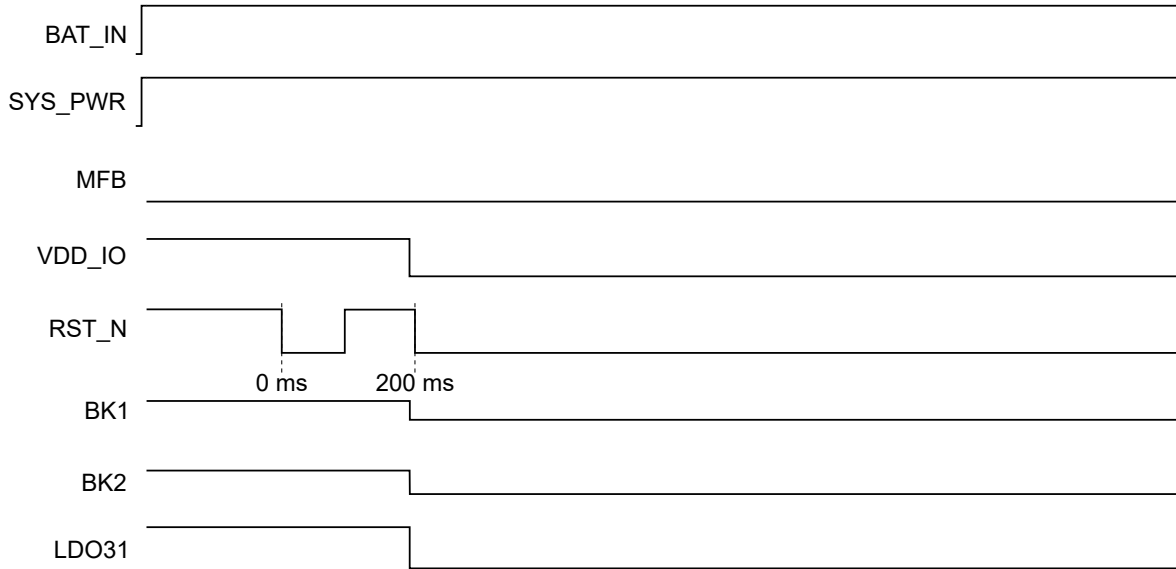 BAT_IN
SYS_PWR
MFB
VDD_IO
RST_N
0 ms 200 ms
BK1
BK2
LDO31